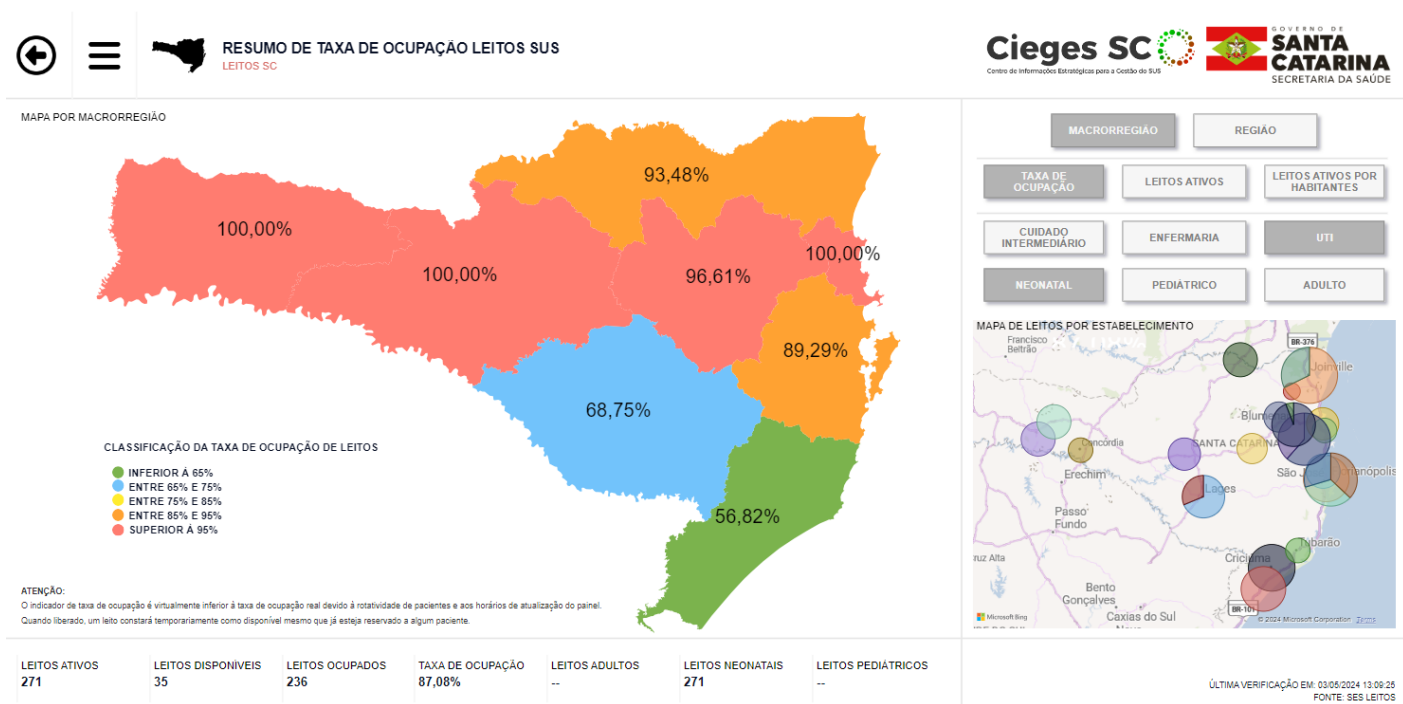 RESUMO DE TAXA DE OCUPAÇÃO LEITOS SUS
LEITOS SC
Cieges SC
Centro de Informações Estratégicas para a Gestão do SUS
GOVERNO DE
SANTA
CATARINA
SECRETARIA DA SAÚDE
MAPA POR MACRORREGIÃO
93,48%
100,00%
100,00%
100,00%
96,61%
89,29%
68,75%
56,82%
CLASSIFICAÇÃO DA TAXA DE OCUPAÇÃO DE LEITOS
INFERIOR Á 65%
ENTRE 65% E 75%
ENTRE 75% E 85%
ENTRE 85% E 95%
SUPERIOR Á 95%
ATENÇÃO:
O indicador de taxa de ocupação é virtualmente inferior á taxa de ocupação real devido á rotatividade de pacientes e aos horários de atualização do painel.
Quando liberado, um leito constará temporariamente como disponível mesmo que já esteja reservado a algum paciente.
MACRORREGIÃO
REGIÃO
TAXA DE
OCUPAÇÃO
LEITOS ATIVOS
LEITOS ATIVOS POR
HABITANTES
CUIDADO
INTERMEDIÁRIO
ENFERMARIA
UTI
NEONATAL
PEDIÁTRICO
ADULTO
MAPA DE LEITOS POR ESTABELECIMENTO
Francisco
Beltrão
BR-376
Joinville
Concórdia
SANTA CATARINA
Erechim
São
Lages
Passo
Fundo
Tubarão
Criciúma
Bento
Gonçalves
BR-101
Caxias do Sul
Microsoft Bing
© 2024 Microsoft Corporation Terms
LEITOS ATIVOS
271
LEITOS DISPONÍVEIS
35
LEITOS OCUPADOS
236
TAXA DE OCUPAÇÃO
87,08%
LEITOS ADULTOS
--
LEITOS NEONATAIS
271
LEITOS PEDIÁTRICOS
--
ÚLTIMA VERIFICAÇÃO EM: 03/05/2024 13:09:25
FONTE: SES LEITOS